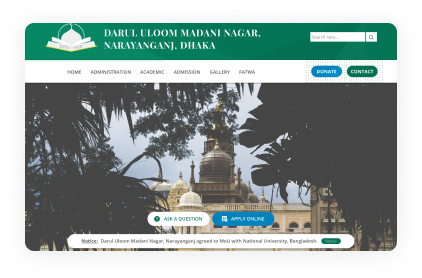 DARUL ULOOM MADANI NAGAR,
NARAYANGANJ, DHAKA
Search here...
HOME ADMINISTRATION ACADEMIC ADMISSION GALLERY FATWA
DONATE CONTACT
ASK A QUESTION APPLY ONLINE
Notice: Darul Uloom Madani Nagar, Narayanganj agreed to MoU with National University, Bangladesh.